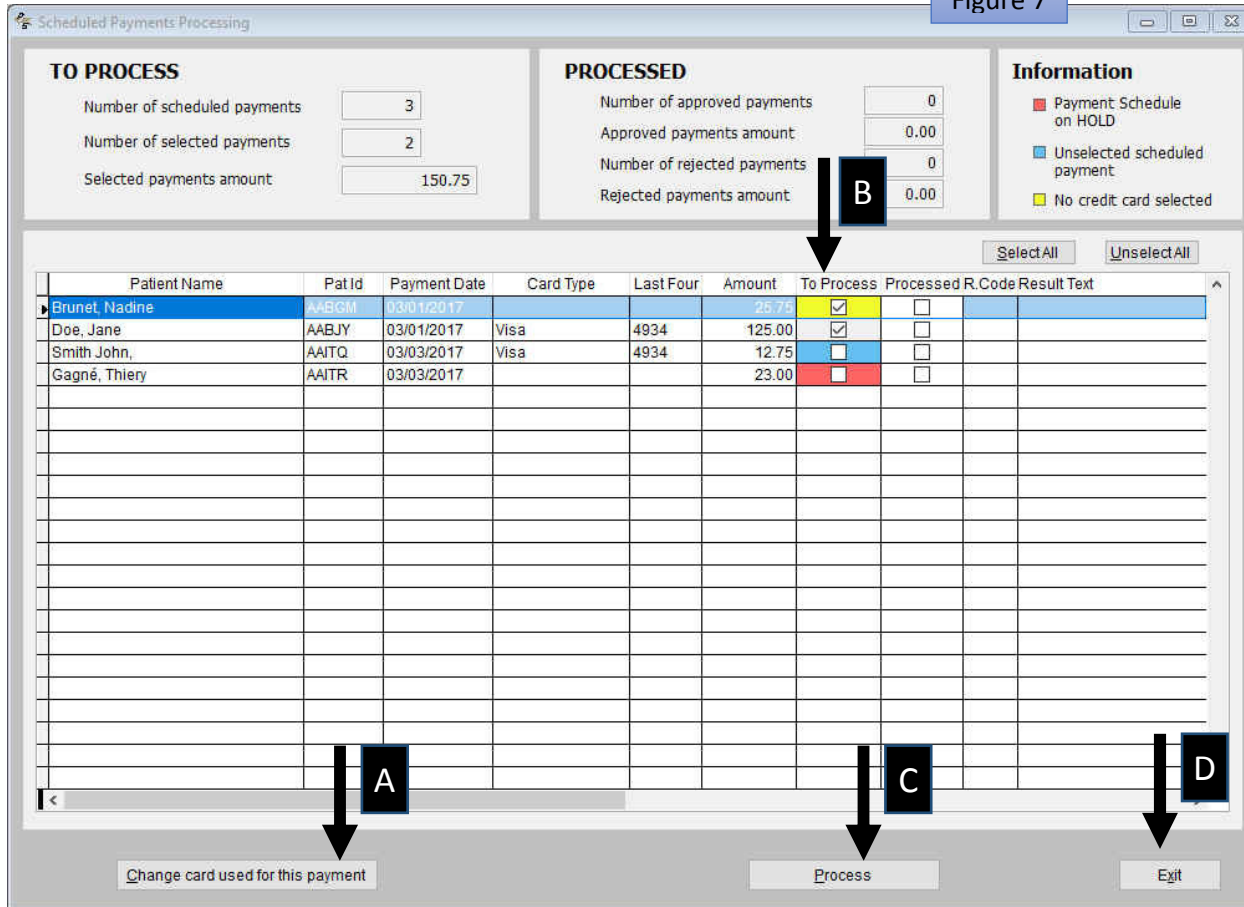 Figure 7
Scheduled Payments Processing
TO PROCESS
Number of scheduled payments 3
Number of selected payments 2
Selected payments amount 150.75
PROCESSED
Number of approved payments 0
Approved payments amount 0.00
Number of rejected payments 0
Rejected payments amount 0.00
Information
Payment Schedule
on HOLD
Unselected scheduled
payment
No credit card selected
B
Select All Unselect All
Patient Name Pat Id Payment Date Card Type Last Four Amount To Process Processed R.Code Result Text
Brunet, Nadine AABGM 03/01/2017 25.75
Doe, Jane AABJY 03/01/2017 Visa 4934 125.00
Smith John, AAITQ 03/03/2017 Visa 4934 12.75
Gagné, Thiery AAITR 03/03/2017 23.00
A C D
Change card used for this payment Process Exit